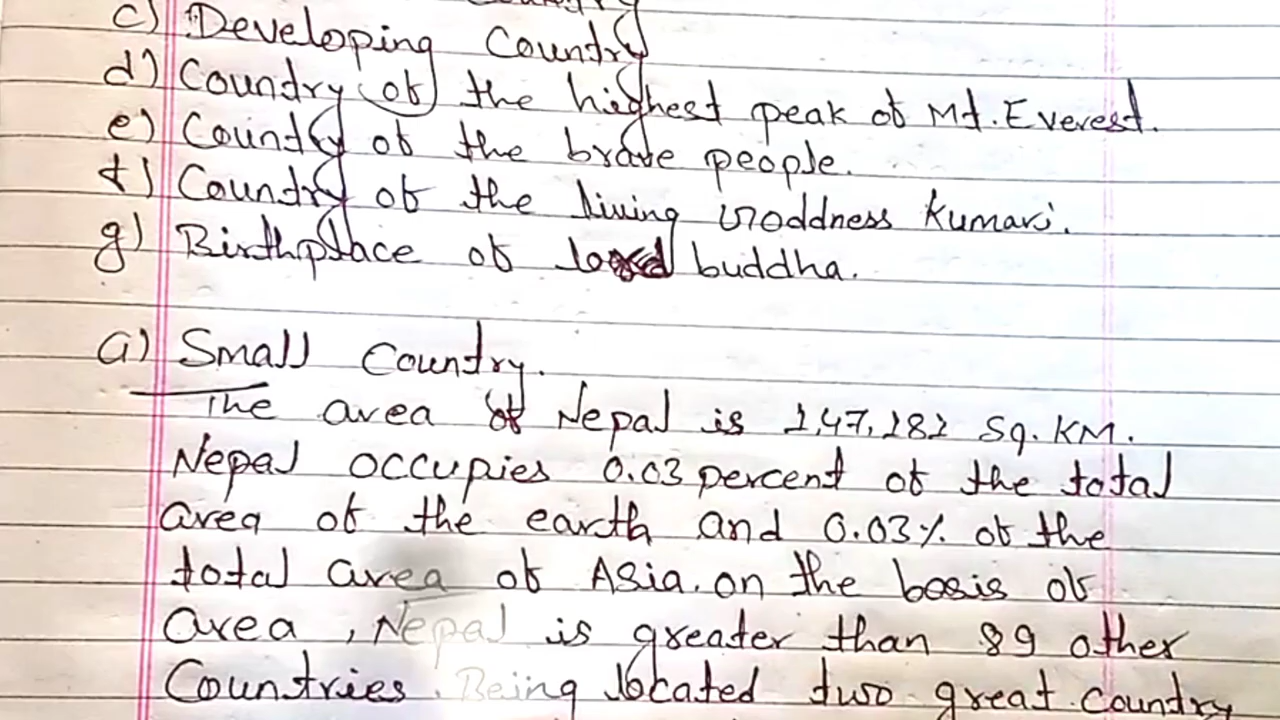 c) Developing Country
d) Country of the highest peak of Mt. Everest.
e) Country of the brave people.
f) Country of the living Goddness Kumari.
g) Birthplace of lord buddha.
a) Small Country.
The area of Nepal is 1,47,181 Sq. KM.
Nepal occupies 0.03 percent of the total
area of the earth and 0.03% of the
total area of Asia. on the basis of
area, Nepal is greater than 89 other
Countries. Being located two great country